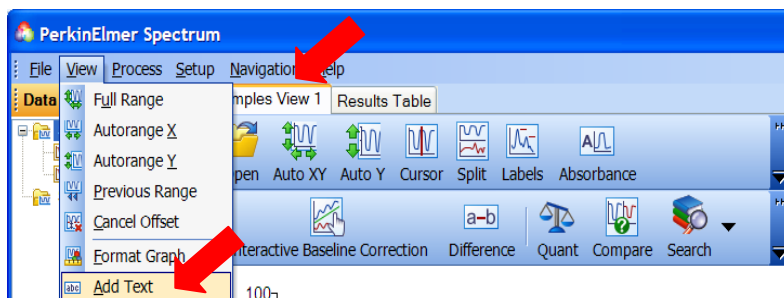 PerkinElmer Spectrum
File View Process Setup Navigation elp
Data mples View 1 Results Table
Full Range
Autorange X
Autorange Y
Previous Range
Cancel Offset
Format Graph
Add Text
pen Auto XY Auto Y Cursor Split Labels Absorbance
A
a-b
nteractive Baseline Correction Difference Quant Compare Search
abc
100